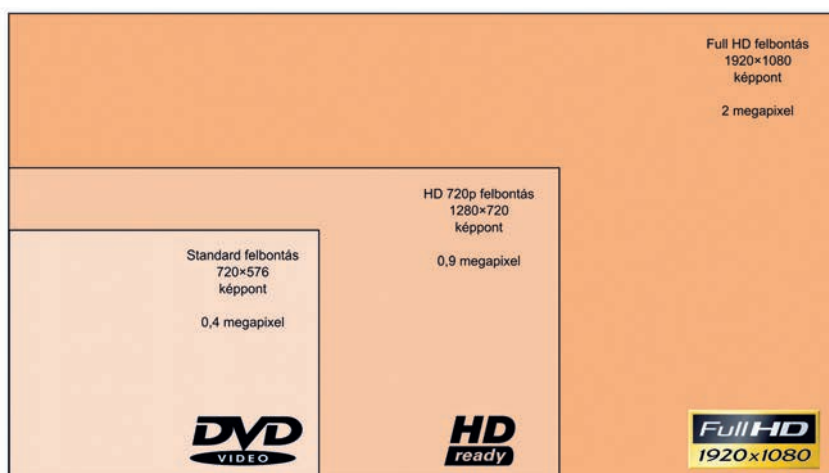 Full HD felbontás
1920×1080
képpont
2 megapixel
HD 720p felbontás
1280×720
képpont
0,9 megapixel
Standard felbontás
720×576
képpont
0,4 megapixel
DVD
VIDEO
HD
ready
Full HD
1920x1080